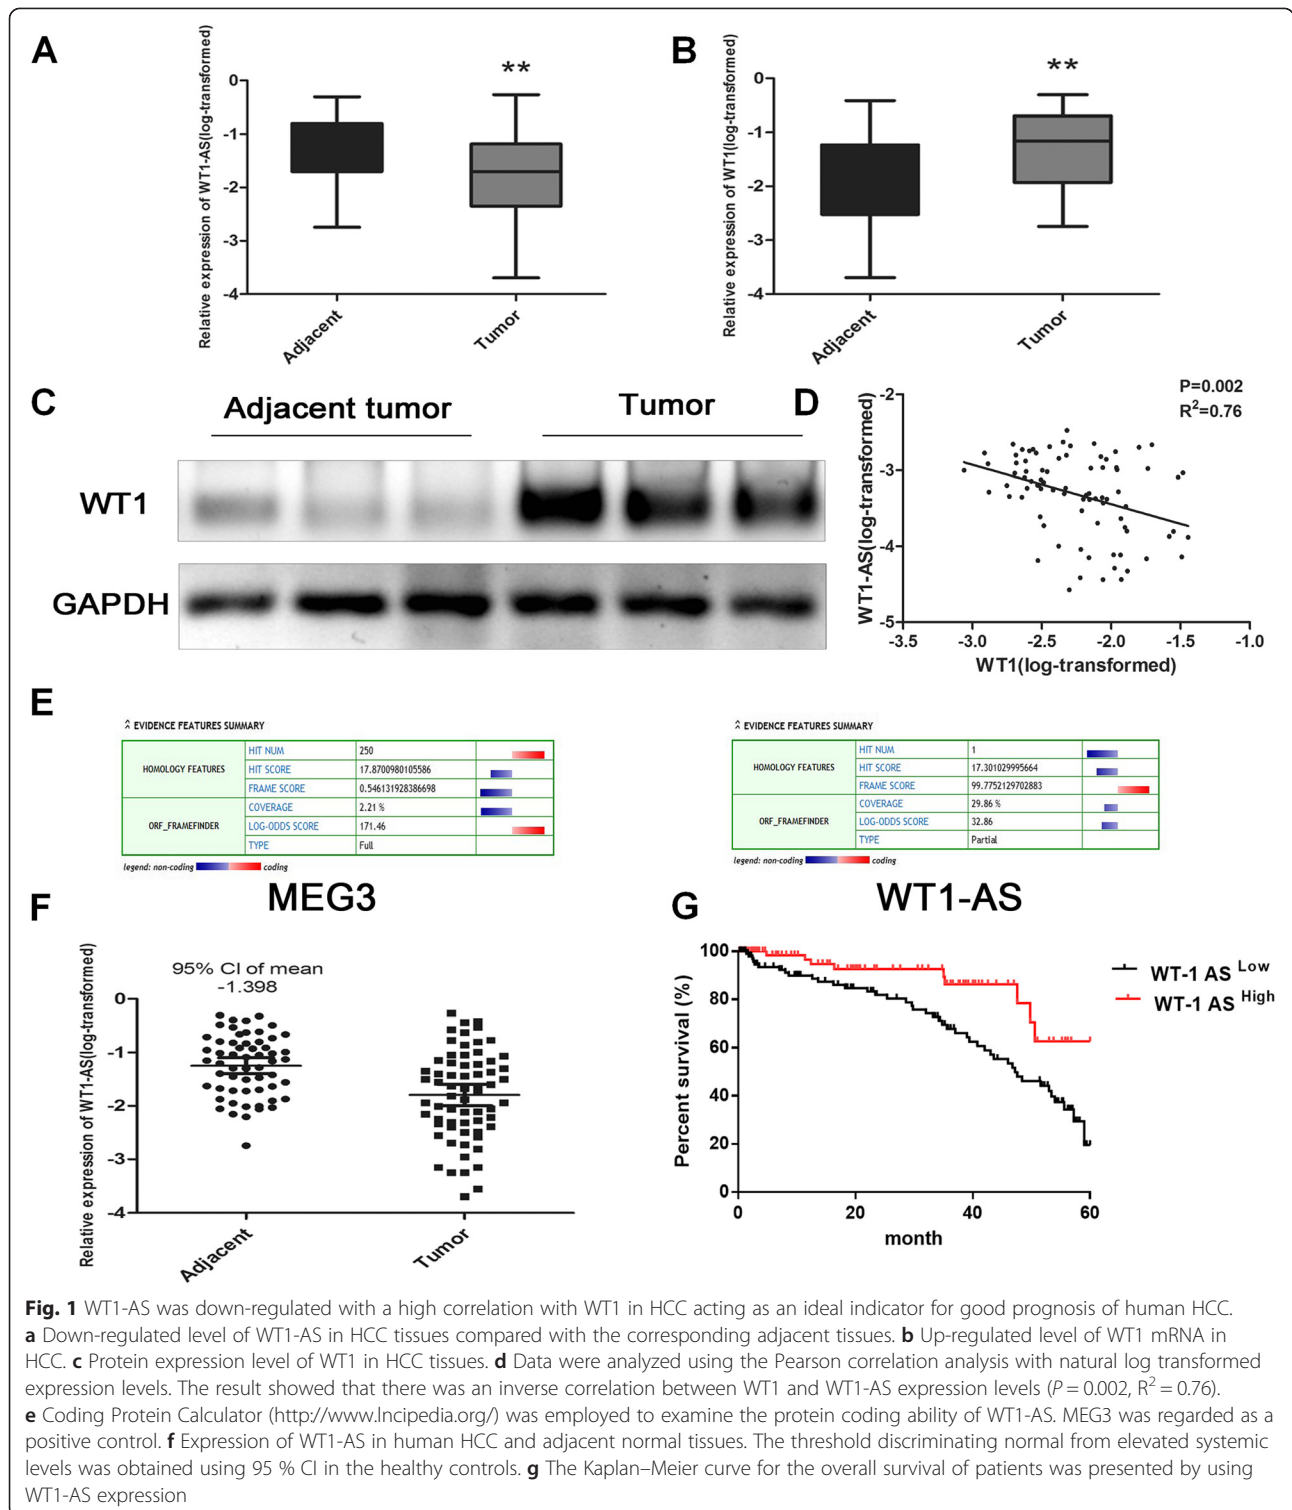 A
Relative expression of WT1-AS(log-transformed)
0
-1
-2
-3
-4
**
Adjacent
Tumor
B
Relative expression of WT1(log-transformed)
0
-1
-2
-3
-4
**
Adjacent
Tumor
C
Adjacent tumor
Tumor
WT1
GAPDH
D
P=0.002
R²=0.76
WT1-AS(log-transformed)
-2
-3
-4
-5
-3.5 -3.0 -2.5 -2.0 -1.5 -1.0
WT1(log-transformed)
E
EVIDENCE FEATURES SUMMARY
HOMOLOGY FEATURES
HIT NUM 250
HIT SCORE 17.8700980105586
FRAME SCORE 0.546131928386698
ORF_FRAMEFINDER
COVERAGE 2.21 %
LOG-ODDS SCORE 171.46
TYPE Full
legend: non-coding coding
MEG3
EVIDENCE FEATURES SUMMARY
HOMOLOGY FEATURES
HIT NUM 1
HIT SCORE 17.301029995664
FRAME SCORE 99.7752129702883
ORF_FRAMEFINDER
COVERAGE 29.86 %
LOG-ODDS SCORE 32.86
TYPE Partial
legend: non-coding coding
WT1-AS
F
95% CI of mean
-1.398
Relative expression of WT1-AS(log-transformed)
0
-1
-2
-3
-4
Adjacent
Tumor
G
Percent survival (%)
100
80
60
40
20
0
0 20 40 60
month
WT-1 AS Low
WT-1 AS High
Fig. 1 WT1-AS was down-regulated with a high correlation with WT1 in HCC acting as an ideal indicator for good prognosis of human HCC.
a Down-regulated level of WT1-AS in HCC tissues compared with the corresponding adjacent tissues. b Up-regulated level of WT1 mRNA in
HCC. c Protein expression level of WT1 in HCC tissues. d Data were analyzed using the Pearson correlation analysis with natural log transformed
expression levels. The result showed that there was an inverse correlation between WT1 and WT1-AS expression levels (P = 0.002, R² = 0.76).
e Coding Protein Calculator (http://www.lncipedia.org/) was employed to examine the protein coding ability of WT1-AS. MEG3 was regarded as a
positive control. f Expression of WT1-AS in human HCC and adjacent normal tissues. The threshold discriminating normal from elevated systemic
levels was obtained using 95 % CI in the healthy controls. g The Kaplan–Meier curve for the overall survival of patients was presented by using
WT1-AS expression